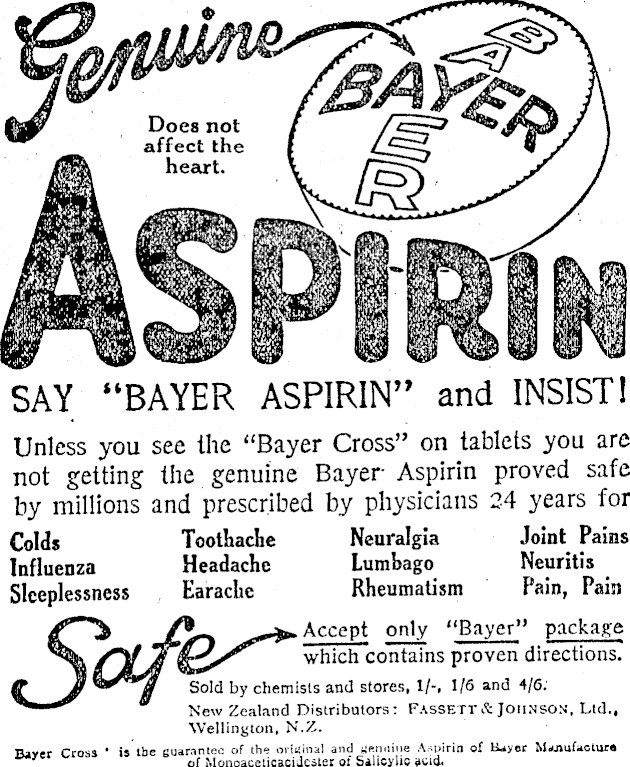 Genuine
BAYER
BAYER
Does not
affect the
heart.
ASPIRIN
SAY "BAYER ASPIRIN" and INSIST!
Unless you see the "Bayer Cross" on tablets you are
not getting the genuine Bayer Aspirin proved safe
by millions and prescribed by physicians 24 years for
Colds Toothache Neuralgia Joint Pains
Influenza Headache Lumbago Neuritis
Sleeplessness Earache Rheumatism Pain, Pain
Safe
Accept only "Bayer" package
which contains proven directions.
Sold by chemists and stores, 1/-, 1/6 and 4/6.
New Zealand Distributors: FASSETT & JOHNSON, Ltd.,
Wellington, N.Z.
Bayer Cross ' is the guarantee of the original and genuine Aspirin of Bayer Manufacture
of Monoaceticacidester of Salicylic acid.